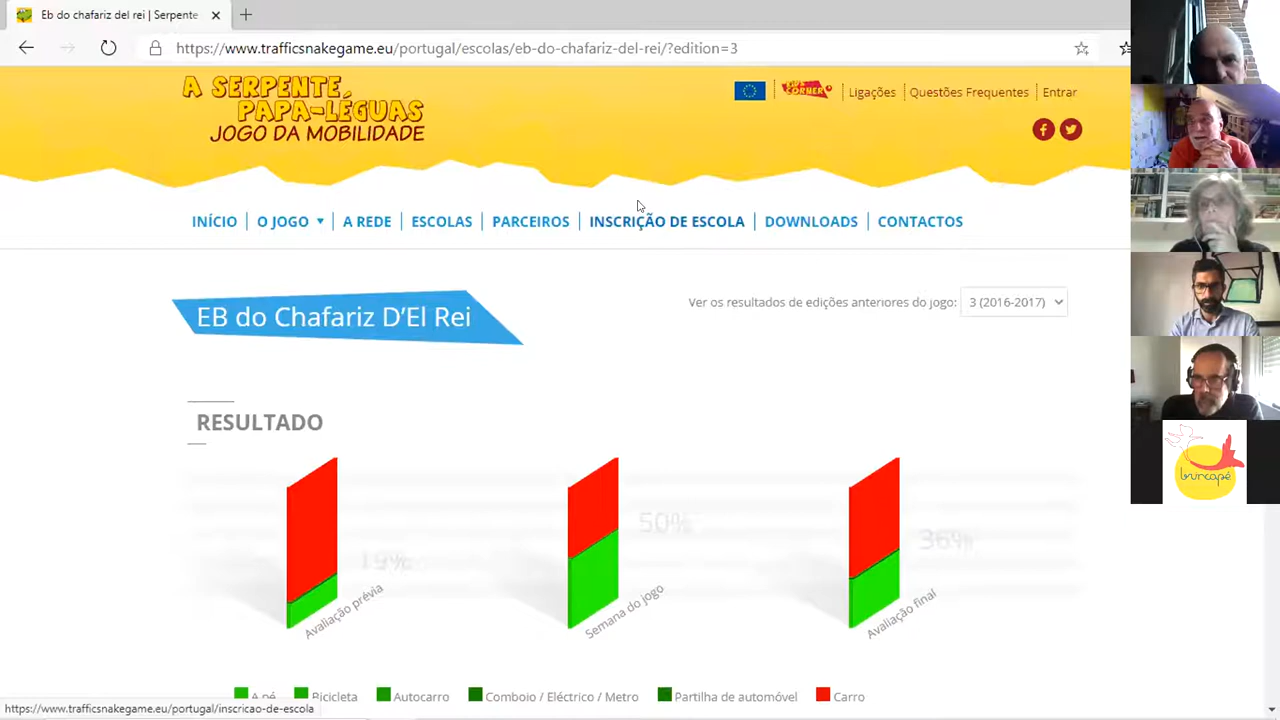 Eb do chafariz del rei | Serpente
https://www.trafficsnakegame.eu/portugal/escolas/eb-do-chafariz-del-rei/?edition=3
A SERPENTE,
PAPA-LÉGUAS
JOGO DA MOBILIDADE
KID'S CORNER
Ligações
Questões Frequentes
Entrar
INÍCIO
O JOGO
A REDE
ESCOLAS
PARCEIROS
INSCRIÇÃO DE ESCOLA
DOWNLOADS
CONTACTOS
EB do Chafariz D'El Rei
Ver os resultados de edições anteriores do jogo:
3 (2016-2017)
RESULTADO
19%
50%
36%
Avaliação prévia
Semana do jogo
Avaliação final
A pé
Bicicleta
Autocarro
Comboio / Eléctrico / Metro
Partilha de automóvel
Carro
https://www.trafficsnakegame.eu/portugal/inscricao-de-escola
burcapé